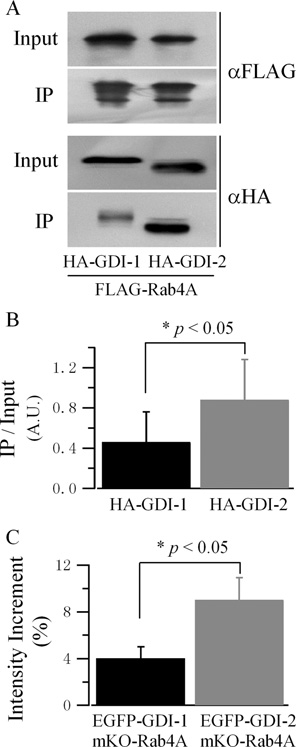 A
Input
IP
αFLAG
Input
IP
αHA
HA-GDI-1 HA-GDI-2
FLAG-Rab4A
B
* p < 0.05
IP / Input
(A.U.)
1.2
0.8
0.4
0.0
HA-GDI-1 HA-GDI-2
C
* p < 0.05
Intensity Increment
(%)
12
8
4
0
EGFP-GDI-1 EGFP-GDI-2
mKO-Rab4A mKO-Rab4A